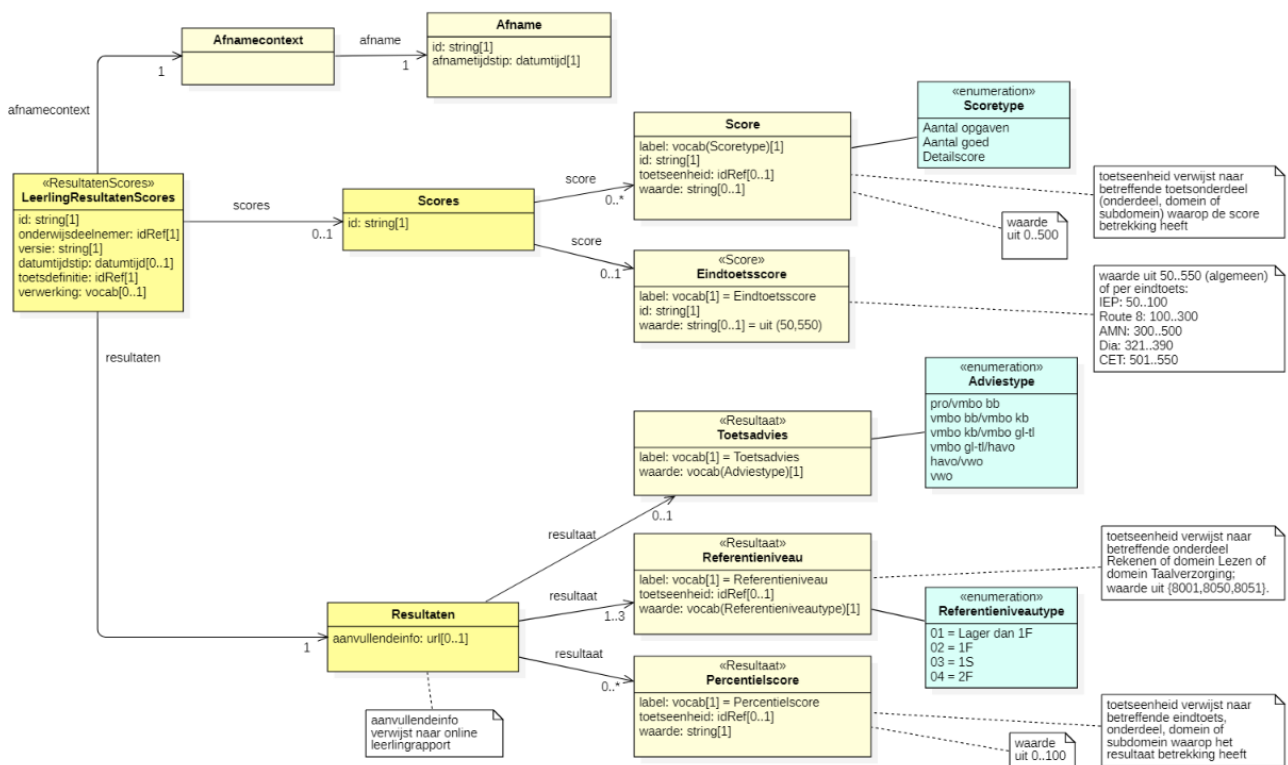 Afnamecontext
1
afname
Afname
id: string[1]
afnametijdstip: datumtijd[1]
1
afnamecontext
«ResultatenScores»
LeerlingResultatenScores
id: string[1]
onderwijsdeelnemer: idRef[1]
versie: string[1]
datumtijdstip: datumtijd[0..1]
toetsdefinitie: idRef[1]
verwerking: vocab[0..1]
scores
0..1
Scores
id: string[1]
score
0..*
Score
label: vocab(Scoretype)[1]
id: string[1]
toetseenheid: idRef[0..1]
waarde: string[0..1]
«enumeration»
Scoretype
Aantal opgaven
Aantal goed
Detailscore
toetseenheid verwijst naar
betreffende toetsonderdeel
(onderdeel, domein of
subdomein) waarop de score
betrekking heeft
waarde
uit 0..500
score
0..1
«Score»
Eindtoetsscore
label: vocab[1] = Eindtoetsscore
id: string[1]
waarde: string[0..1] = uit (50,550)
waarde uit 50..550 (algemeen)
of per eindtoets:
IEP: 50..100
Route 8: 100..300
AMN: 300..500
Dia: 321..390
CET: 501..550
resultaten
1
Resultaten
aanvullendeinfo: url[0..1]
aanvullendeinfo
verwijst naar online
leerlingrapport
resultaat
0..1
«Resultaat»
Toetsadvies
label: vocab[1] = Toetsadvies
waarde: vocab(Adviestype)[1]
«enumeration»
Adviestype
pro/vmbo bb
vmbo bb/vmbo kb
vmbo kb/vmbo gl-tl
vmbo gl-tl/havo
havo/vwo
vwo
resultaat
1..3
«Resultaat»
Referentieniveau
label: vocab[1] = Referentieniveau
toetseenheid: idRef[0..1]
waarde: vocab(Referentieniveautype)[1]
toetseenheid verwijst naar
betreffende onderdeel
Rekenen of domein Lezen of
domein Taalverzorging;
waarde uit {8001,8050,8051}.
«enumeration»
Referentieniveautype
01 = Lager dan 1F
02 = 1F
03 = 1S
04 = 2F
resultaat
0..*
«Resultaat»
Percentielscore
label: vocab[1] = Percentielscore
toetseenheid: idRef[0..1]
waarde: string[1]
toetseenheid verwijst naar
betreffende eindtoets,
onderdeel, domein of
subdomein waarop het
resultaat betrekking heeft
waarde
uit 0..100